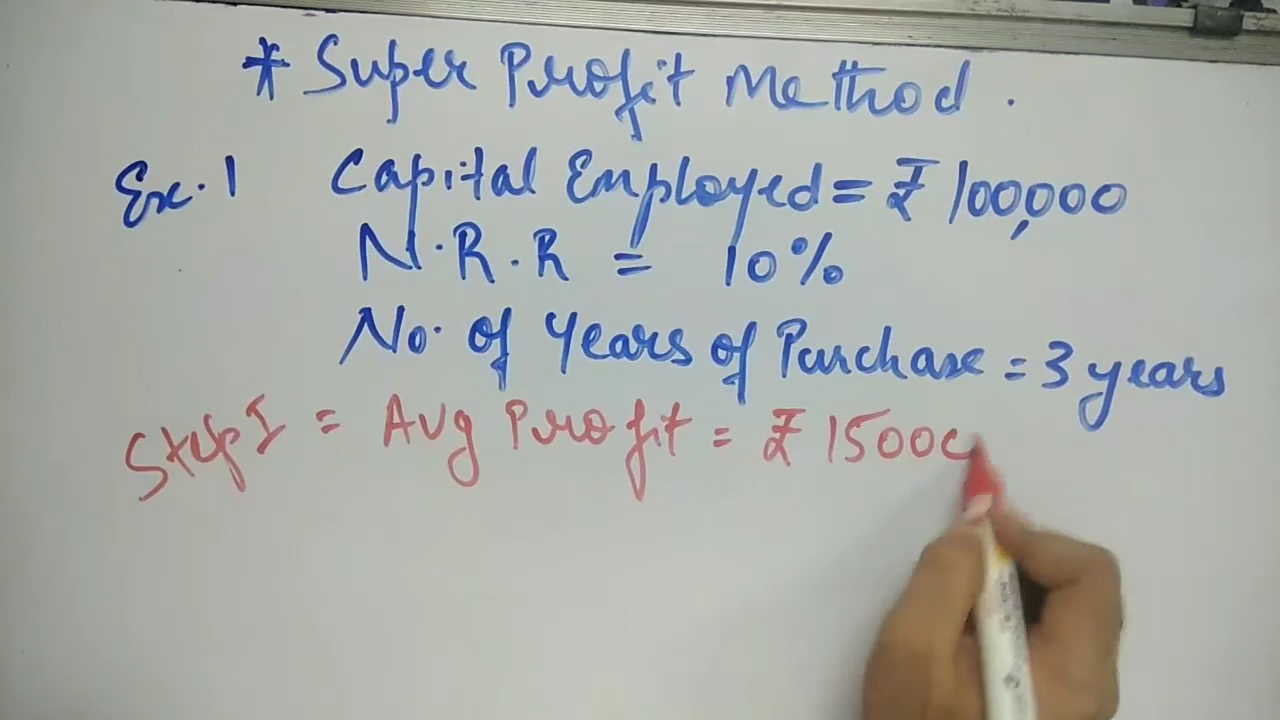 * Super Profit Method.
Ex. 1 Capital Employed = ₹ 100,000
N.R.R = 10%
No. of years of Purchase = 3 years
Step I = Avg Profit = ₹ 15000